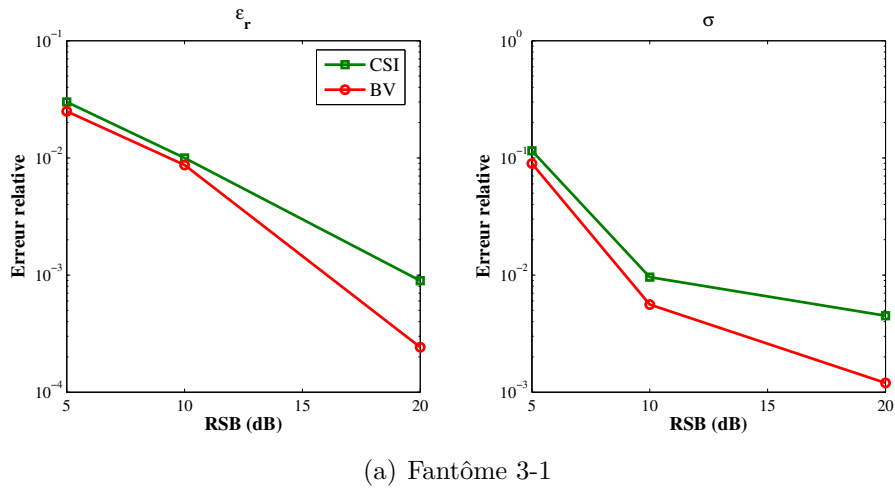 ε_r
10^-1
10^-2
10^-3
10^-4
Erreur relative
5
10
15
20
RSB (dB)
CSI
BV
σ
10^0
10^-1
10^-2
10^-3
Erreur relative
5
10
15
20
RSB (dB)
(a) Fantôme 3-1